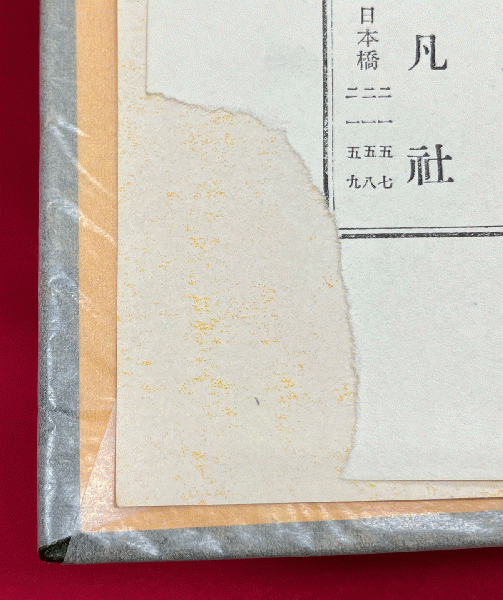 凡社
日本橋
二一五七
二一五八
二一五九